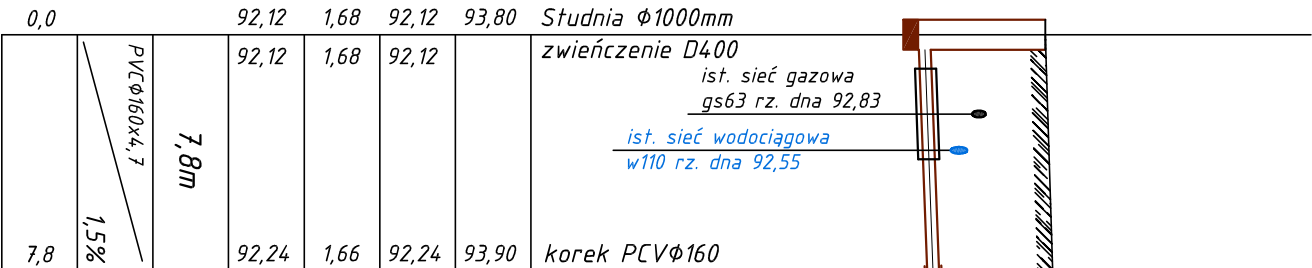 0,0 92,12 1,68 92,12 93,80 Studnia Φ1000mm
92,12 1,68 92,12 zwieńczenie D400
ist. sieć gazowa
gs63 rz. dna 92,83
ist. sieć wodociągowa
w110 rz. dna 92,55
PVCΦ160x4,7
7,8m
1,5%
7,8 92,24 1,66 92,24 93,90 korek PCVΦ160